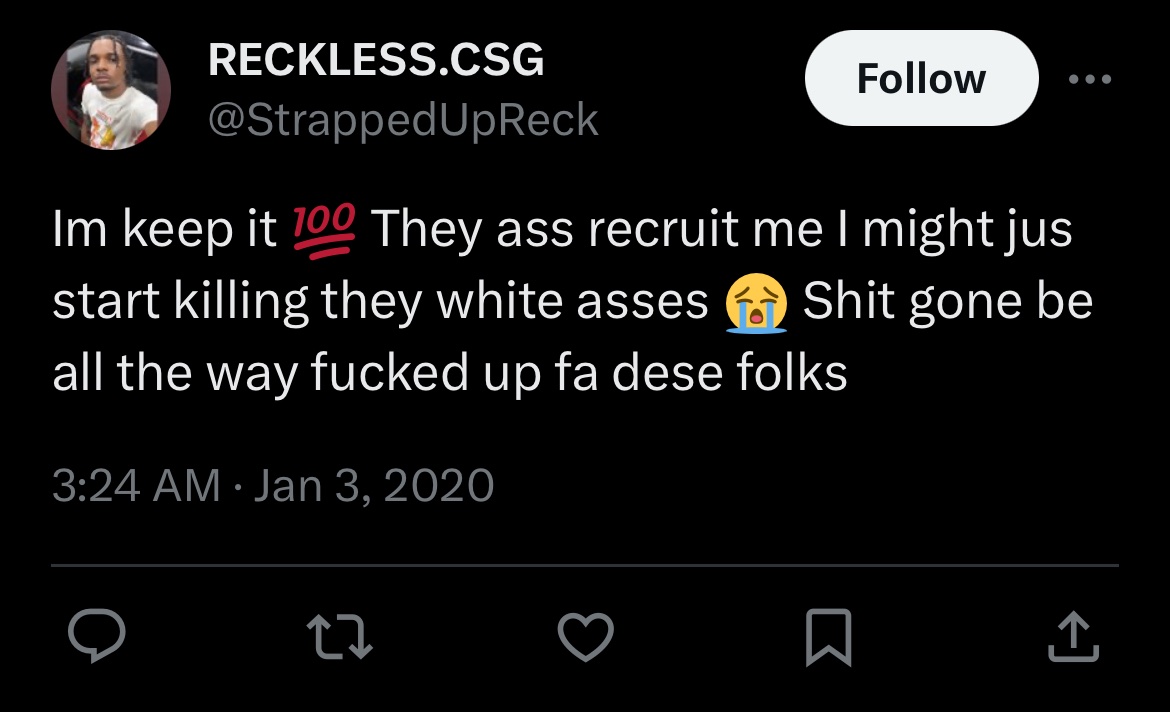 RECKLESS.CSG
@StrappedUpReck
Follow
Im keep it 💯 They ass recruit me I might jus
start killing they white asses 😭 Shit gone be
all the way fucked up fa dese folks
3:24 AM · Jan 3, 2020